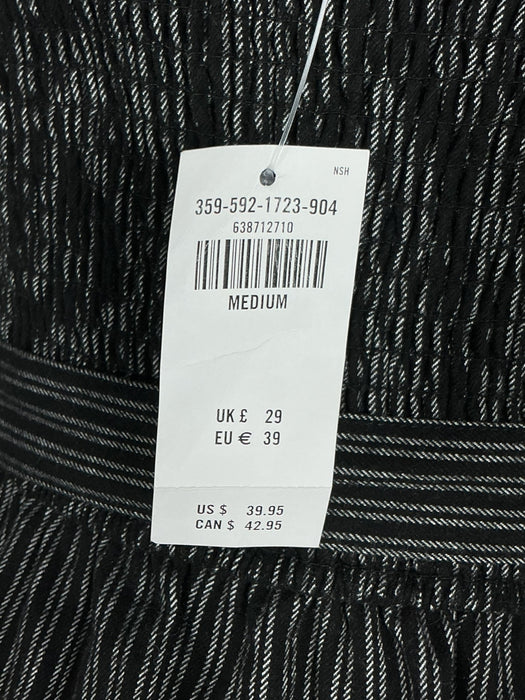 NSH
359-592-1723-904
638712710
MEDIUM
UK £ 29
EU € 39
US $ 39.95
CAN $ 42.95